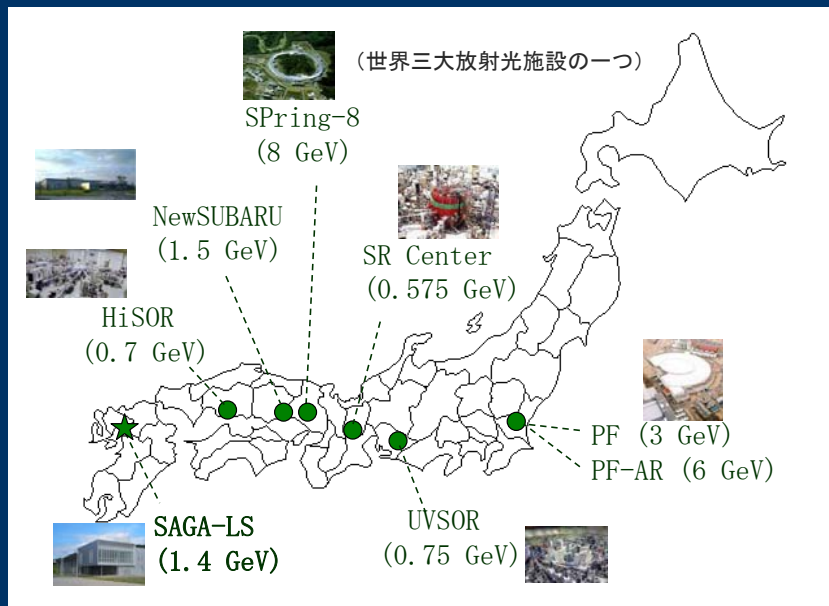 （世界三大放射光施設の一つ）
SPring-8
(8 GeV)
NewSUBARU
(1.5 GeV)
SR Center
(0.575 GeV)
HiSOR
(0.7 GeV)
PF (3 GeV)
PF-AR (6 GeV)
SAGA-LS
(1.4 GeV)
UVSOR
(0.75 GeV)